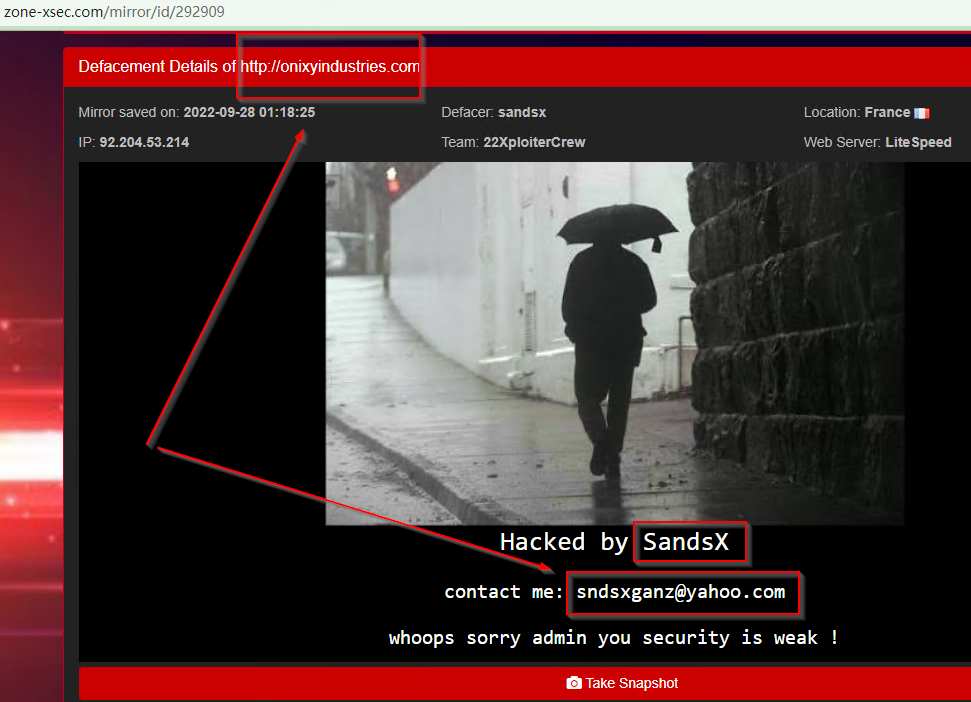 zone-xsec.com/mirror/id/292909
Defacement Details of http://onixyindustries.com
Mirror saved on: 2022-09-28 01:18:25 Defacer: sandsx Location: France
IP: 92.204.53.214 Team: 22XploiterCrew Web Server: LiteSpeed
Hacked by SandsX
contact me: sndsxganz@yahoo.com
whoops sorry admin you security is weak !
Take Snapshot